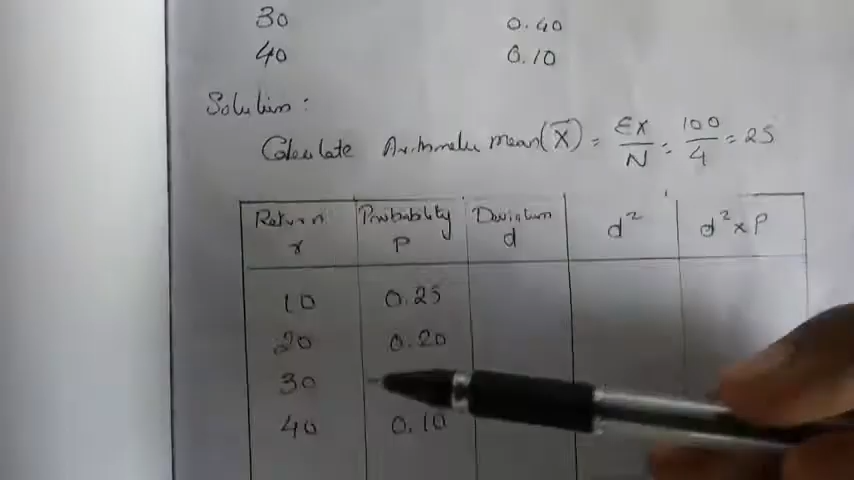 30 0.40
40 0.10
Solution:
Calculate Arithmetic mean (X̄) = ΣX/N = 100/4 = 25
Return r Probability P Deviation d d² d² x P
10 0.25
20 0.20
30
40 0.10